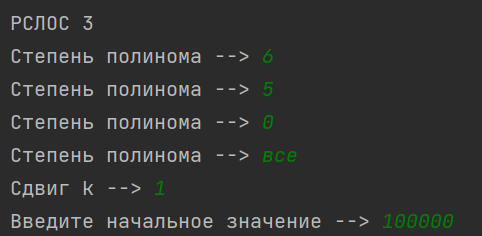 РСЛОС 3
Степень полинома --> 6
Степень полинома --> 5
Степень полинома --> 0
Степень полинома --> все
Сдвиг k --> 1
Введите начальное значение --> 100000